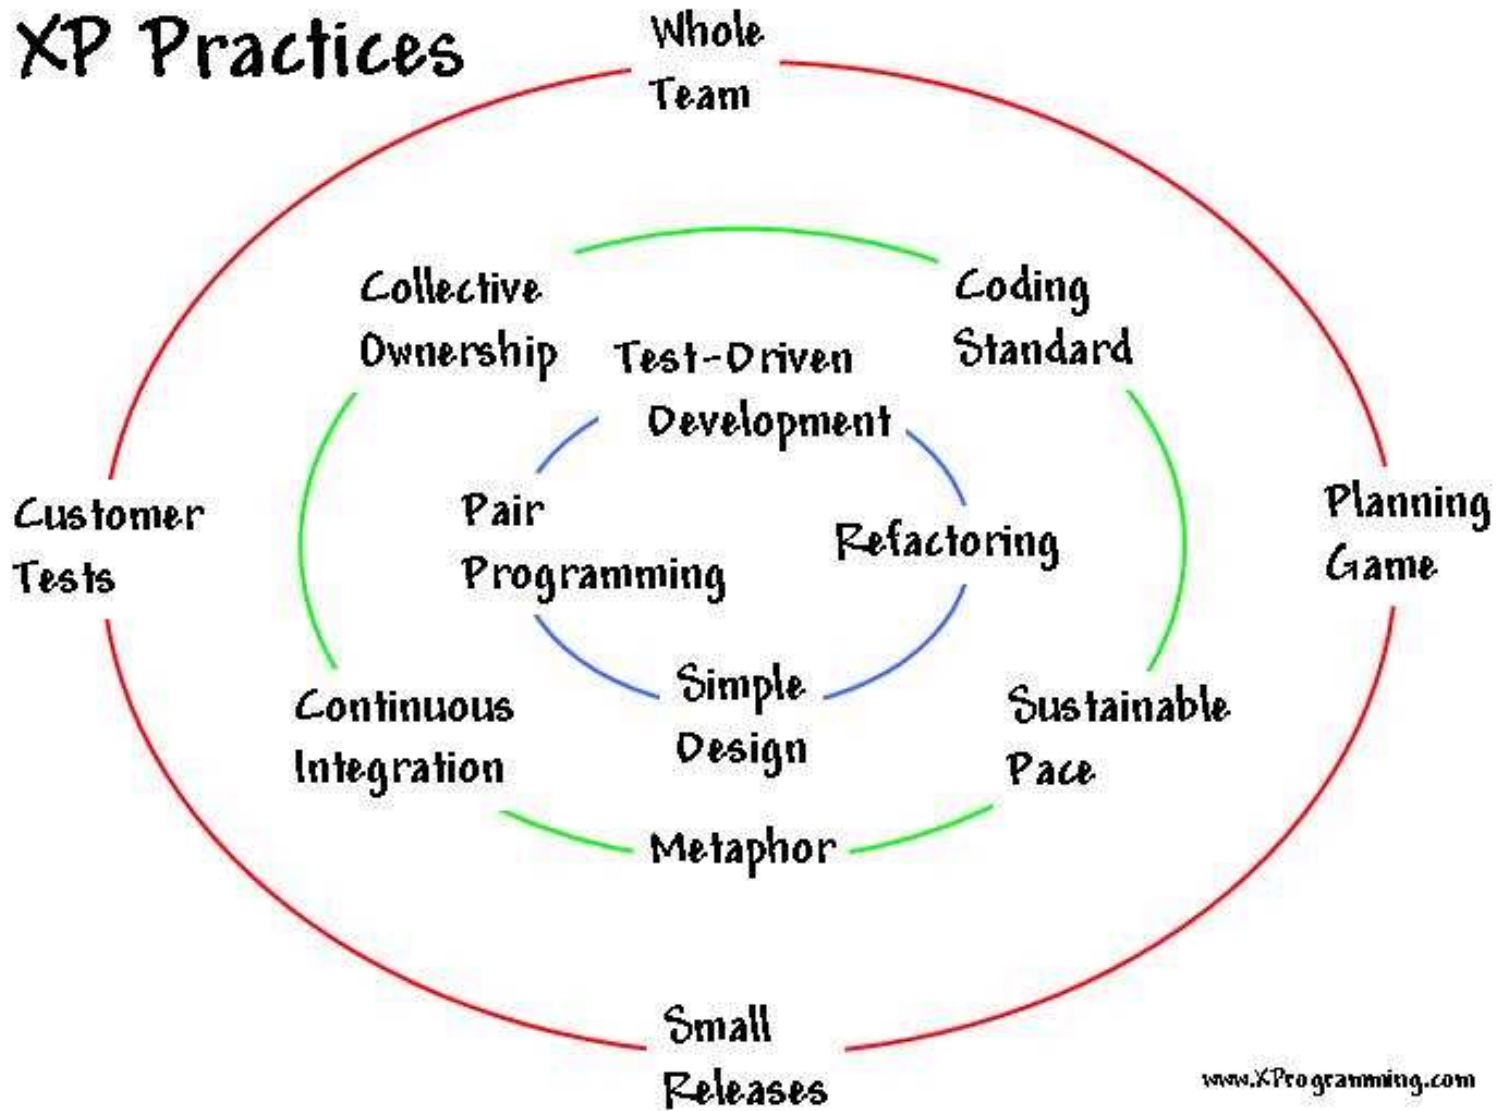 XP Practices
Whole
Team
Collective
Ownership
Coding
Standard
Test-Driven
Development
Customer
Tests
Pair
Programming
Refactoring
Planning
Game
Continuous
Integration
Simple
Design
Sustainable
Pace
Metaphor
Small
Releases
www.XProgramming.com